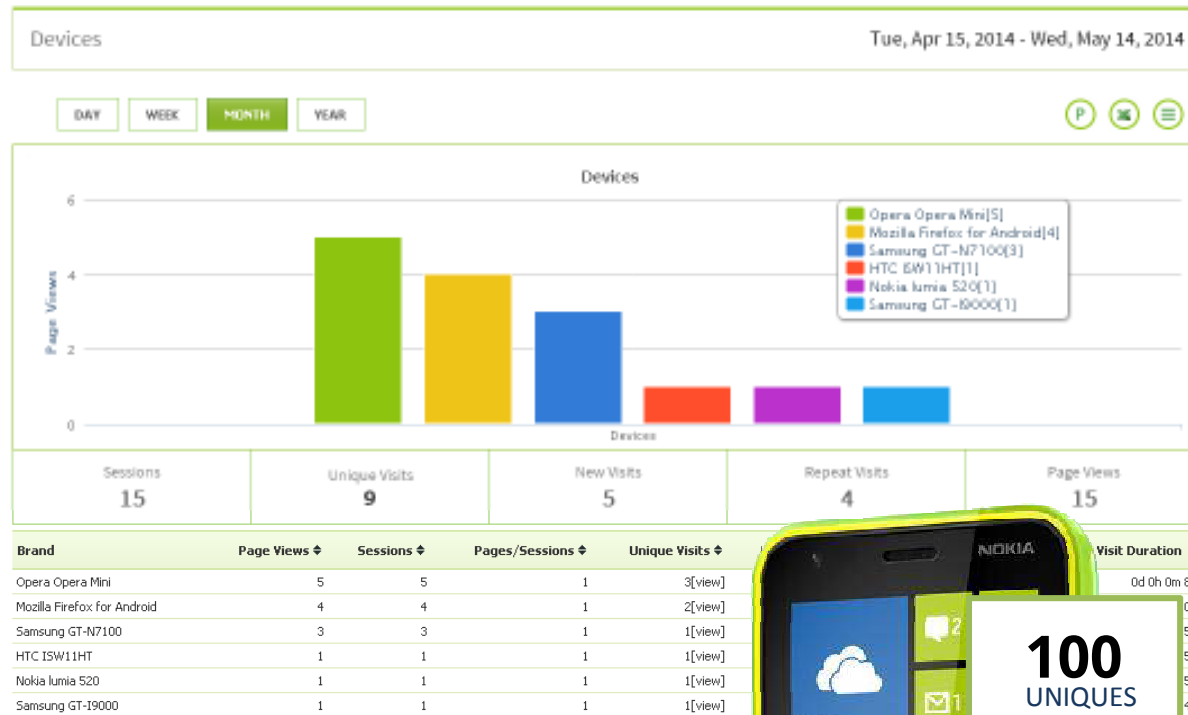 Devices
Tue, Apr 15, 2014 - Wed, May 14, 2014
DAY WEEK MONTH YEAR
P
Devices
6
4
2
0
Page Views
Opera Opera Mini[5]
Mozilla Firefox for Android[4]
Samsung GT-N7100[3]
HTC ISW11HT[1]
Nokia lumia 520[1]
Samsung GT-I9000[1]
Devices
Sessions Unique Visits New Visits Repeat Visits Page Views
15 9 5 4 15
Brand Page Views Sessions Pages/Sessions Unique Visits Visit Duration
Opera Opera Mini 5 5 1 3[view] 0d 0h 0m 8
Mozilla Firefox for Android 4 4 1 2[view]
Samsung GT-N7100 3 3 1 1[view]
HTC ISW11HT 1 1 1 1[view]
Nokia lumia 520 1 1 1 1[view]
Samsung GT-I9000 1 1 1 1[view]
NOKIA
2
1
100
UNIQUES